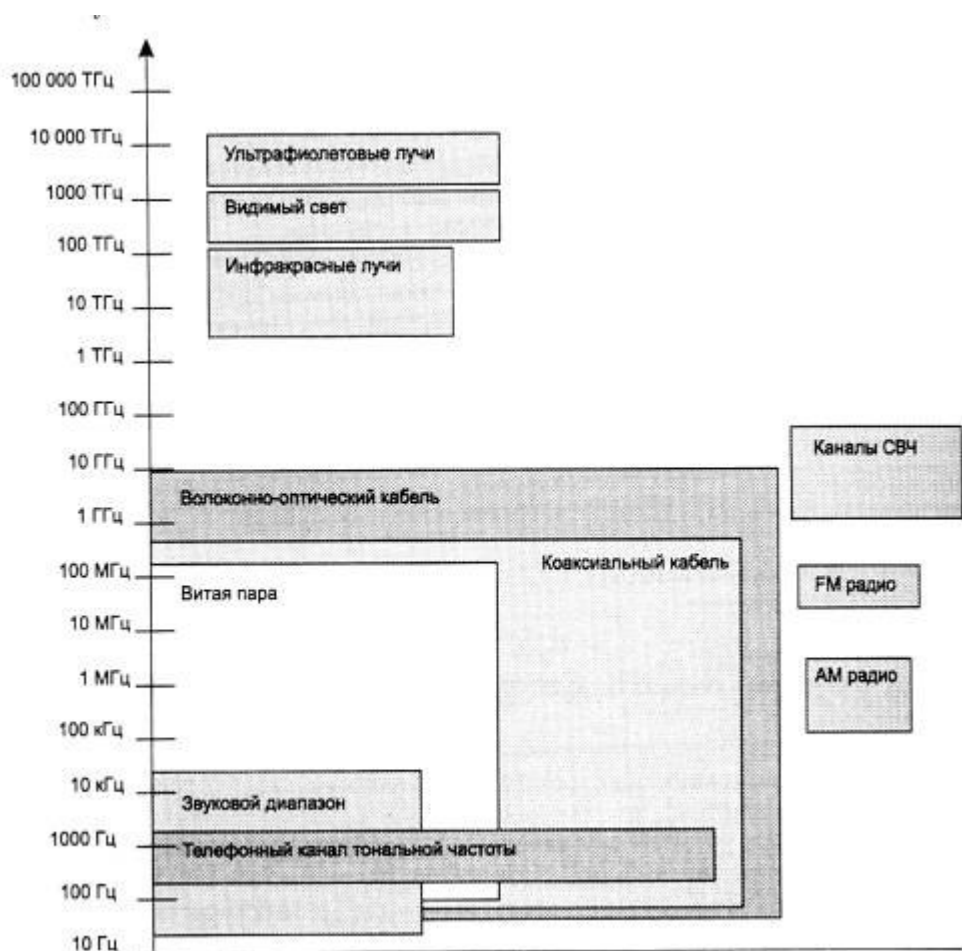 100 000 ТГц
10 000 ТГц
Ультрафиолетовые лучи
1000 ТГц
Видимый свет
100 ТГц
Инфракрасные лучи
10 ТГц
1 ТГц
100 ГГц
Каналы СВЧ
10 ГГц
Волоконно-оптический кабель
1 ГГц
Коаксиальный кабель
100 МГц
FM радио
Витая пара
10 МГц
1 МГц
АМ радио
100 кГц
10 кГц
Звуковой диапазон
1000 Гц
Телефонный канал тональной частоты
100 Гц
10 Гц